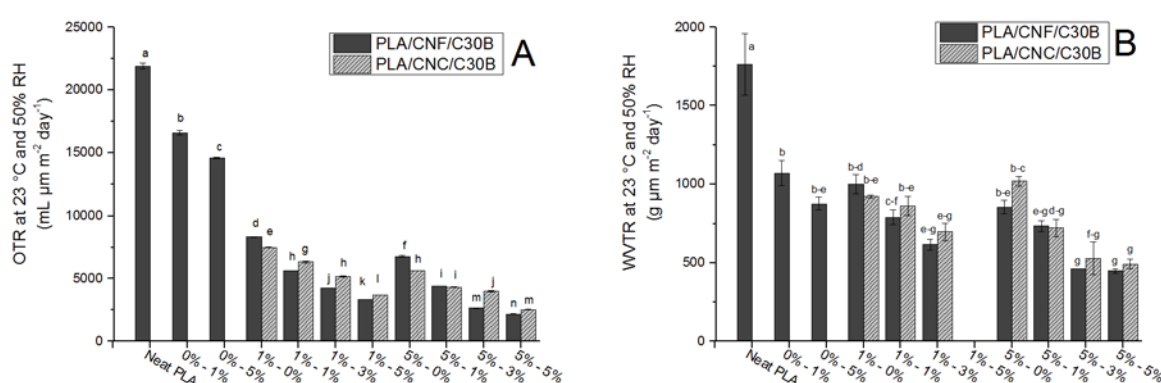 25000
20000
15000
10000
5000
0
OTR at 23 °C and 50% RH
(mL µm m⁻² day⁻¹)
PLA/CNF/C30B
PLA/CNC/C30B
A
a
b
c
d
e
h
g
j
h
k
l
f
h
i
i
m
j
n
m
Neat PLA
0% - 1%
0% - 5%
1% - 0%
1% - 1%
1% - 3%
1% - 5%
5% - 0%
5% - 1%
5% - 3%
5% - 5%
2000
1500
1000
500
0
WVTR at 23 °C and 50% RH
(g µm m⁻² day⁻¹)
PLA/CNF/C30B
PLA/CNC/C30B
B
a
b
b-e
b-d
b-e
c-f
b-e
e-g
e-g
b-e
b-c
e-g
d-g
g
f-g
g
g
Neat PLA
0% - 1%
0% - 5%
1% - 0%
1% - 1%
1% - 3%
1% - 5%
5% - 0%
5% - 1%
5% - 3%
5% - 5%